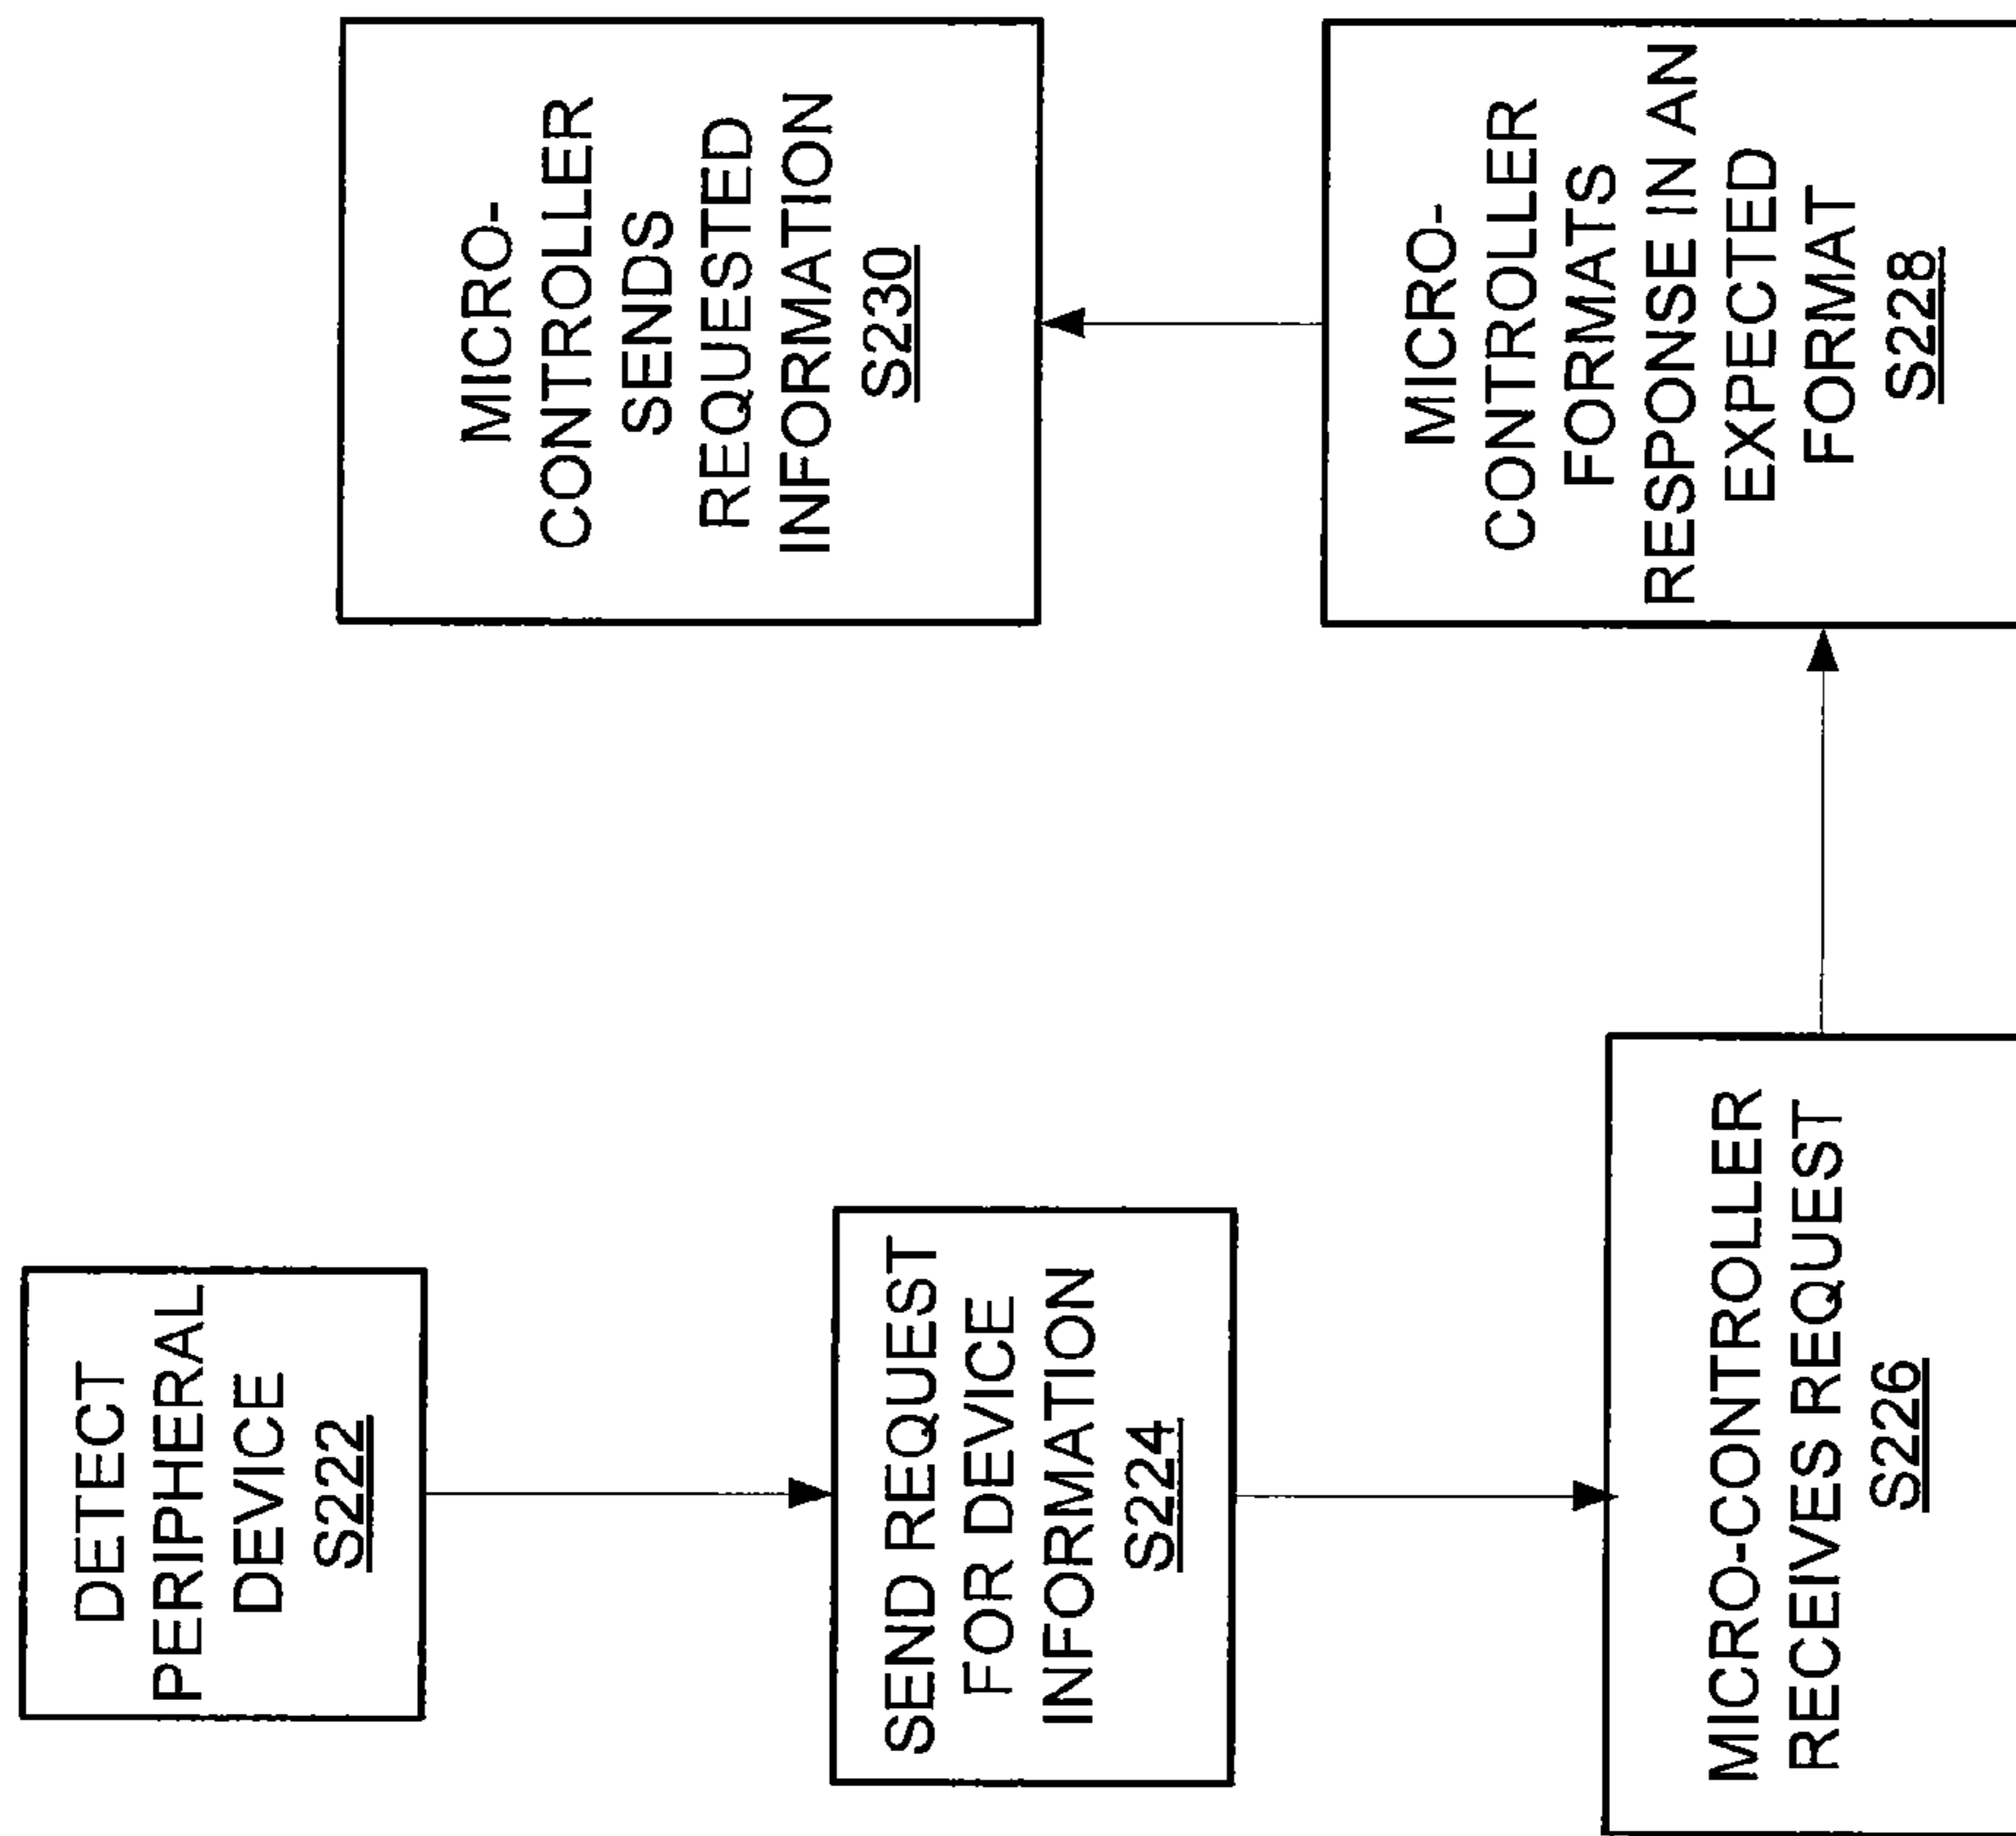 DETECT
PERIPHERAL
DEVICE
S222
SEND REQUEST
FOR DEVICE
INFORMATION
S224
MICRO-CONTROLLER
RECEIVES REQUEST
S226
MICRO-
CONTROLLER
FORMATS
RESPONSE IN AN
EXPECTED
FORMAT
S228
MICRO-
CONTROLLER
SENDS
REQUESTED
INFORMATION
S230